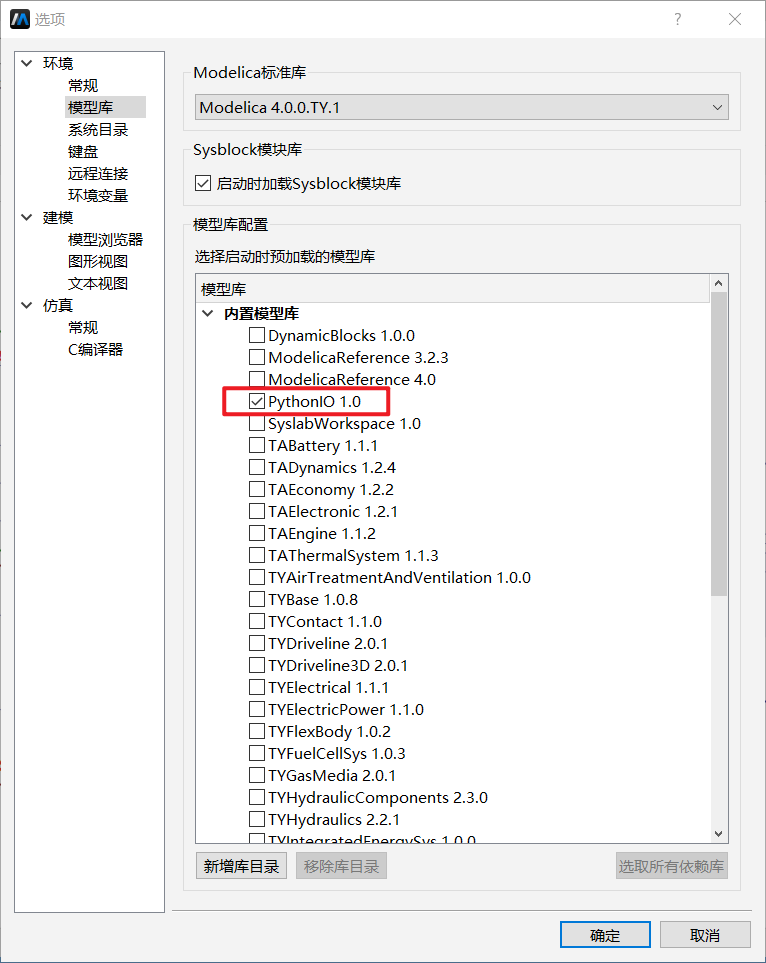 选项
环境
常规
模型库
系统目录
键盘
远程连接
环境变量
建模
模型浏览器
图形视图
文本视图
仿真
常规
C编译器
Modelica标准库
Modelica 4.0.0.TY.1
Sysblock模块库
启动时加载Sysblock模块库
模型库配置
选择启动时预加载的模型库
模型库
内置模型库
DynamicBlocks 1.0.0
ModelicaReference 3.2.3
ModelicaReference 4.0
PythonIO 1.0
SyslabWorkspace 1.0
TABattery 1.1.1
TADynamics 1.2.4
TAEconomy 1.2.2
TAElectronic 1.2.1
TAEngine 1.1.2
TAThermalSystem 1.1.3
TYAirTreatmentAndVentilation 1.0.0
TYBase 1.0.8
TYContact 1.1.0
TYDriveline 2.0.1
TYDriveline3D 2.0.1
TYElectrical 1.1.1
TYElectricPower 1.1.0
TYFlexBody 1.0.2
TYFuelCellSys 1.0.3
TYGasMedia 2.0.1
TYHydraulicComponents 2.3.0
TYHydraulics 2.2.1
TYIntegratedEnergySys 1.0.0
新增库目录 移除库目录 选取所有依赖库
确定 取消